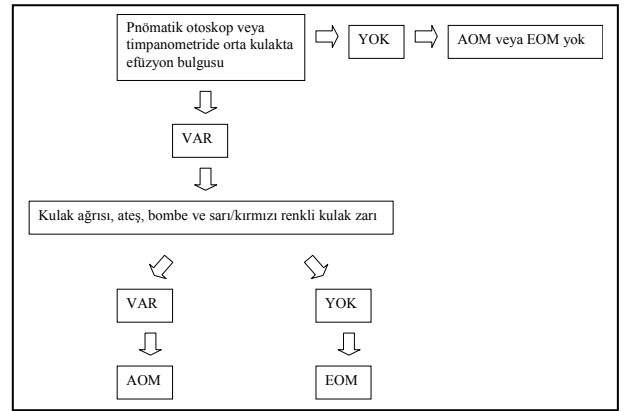 Pnömatik otoskop veya
timpanometride orta kulakta
efüzyon bulgusu
YOK
AOM veya EOM yok
VAR
Kulak ağrısı, ateş, bombe ve sarı/kırmızı renkli kulak zarı
VAR
YOK
AOM
EOM